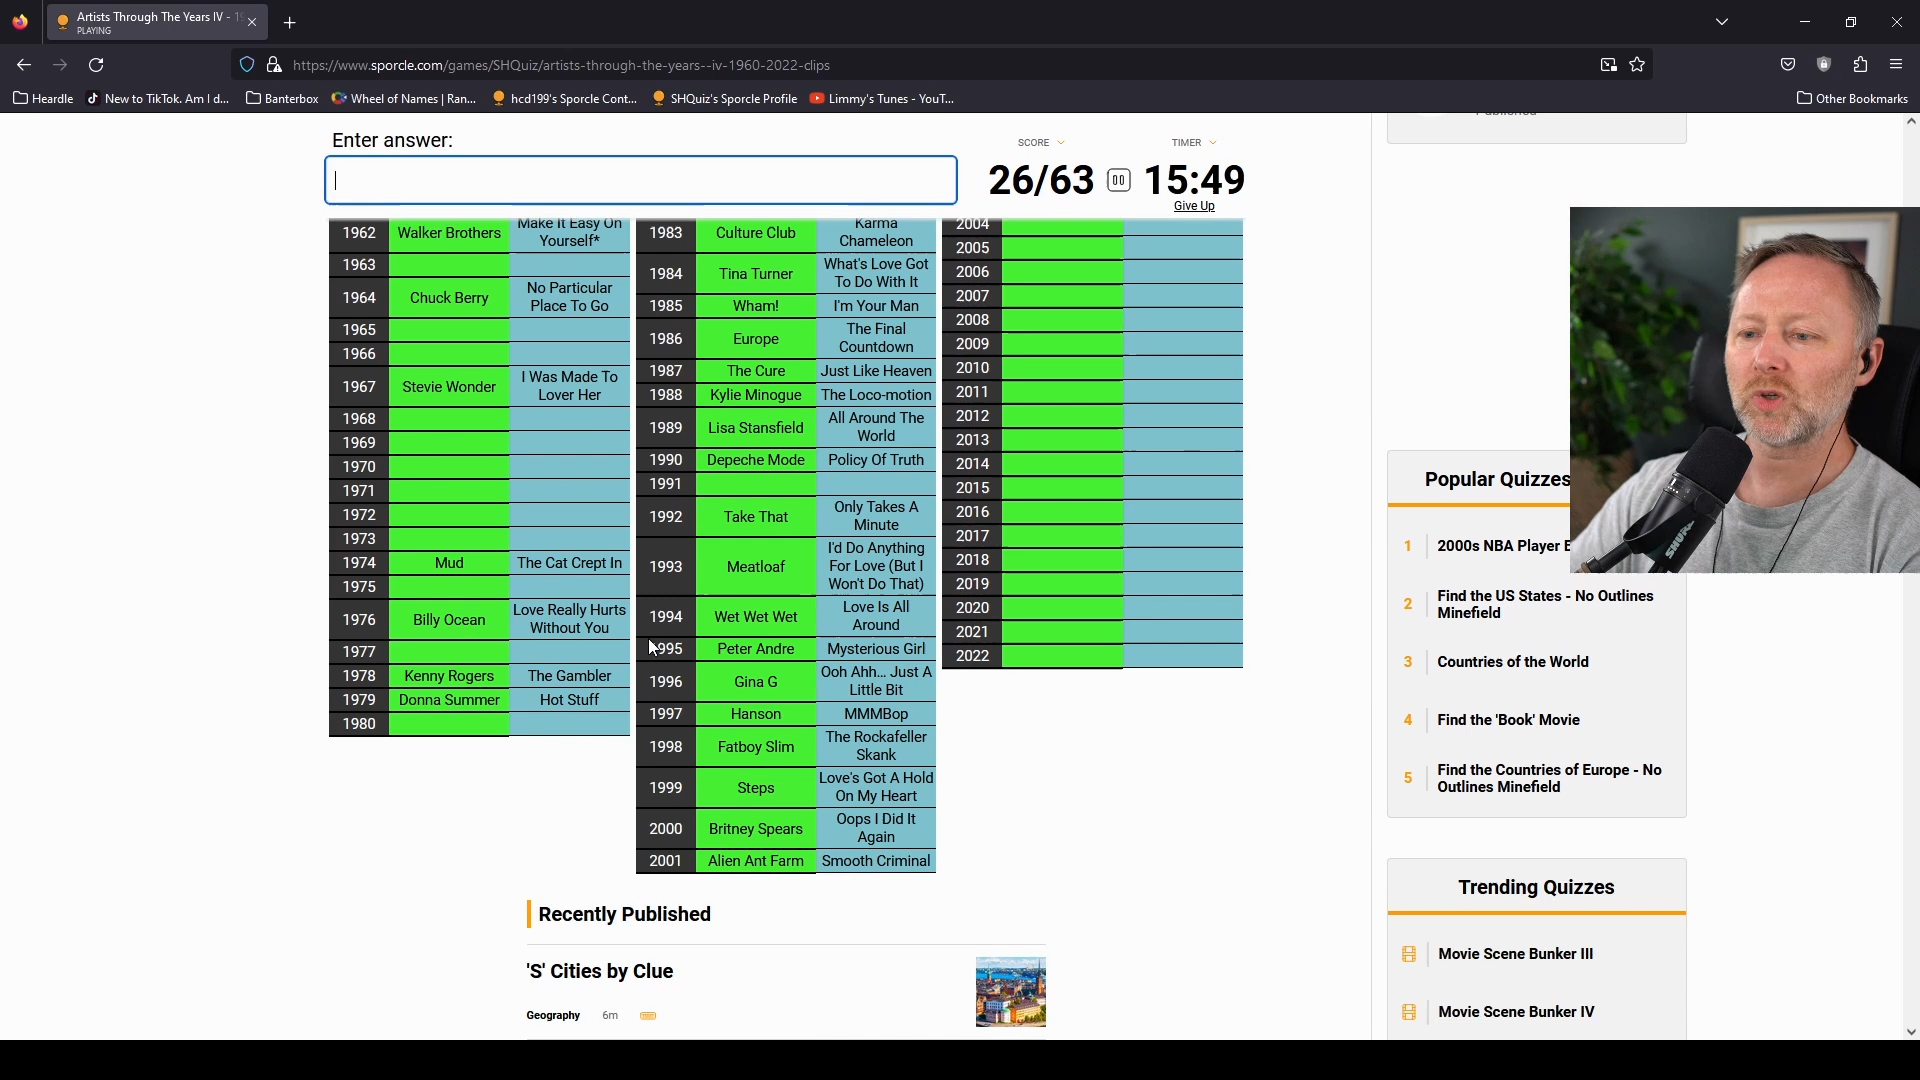 Artists Through The Years IV - 19
PLAYING
https://www.sporcle.com/games/SHQuiz/artists-through-the-years--iv-1960-2022-clips
Heardle
New to TikTok. Am I d...
Banterbox
Wheel of Names | Ran...
hcd199's Sporcle Cont...
SHQuiz's Sporcle Profile
Limmy's Tunes - YouT...
Other Bookmarks
Enter answer:
SCORE
TIMER
26/63
15:49
Give Up
1962 Walker Brothers Make It Easy On
Yourself*
1963
1964 Chuck Berry No Particular
Place To Go
1965
1966
1967 Stevie Wonder I Was Made To
Lover Her
1968
1969
1970
1971
1972
1973
1974 Mud The Cat Crept In
1975
1976 Billy Ocean Love Really Hurts
Without You
1977
1978 Kenny Rogers The Gambler
1979 Donna Summer Hot Stuff
1980
1983 Culture Club Karma
Chameleon
1984 Tina Turner What's Love Got
To Do With It
1985 Wham! I'm Your Man
1986 Europe The Final
Countdown
1987 The Cure Just Like Heaven
1988 Kylie Minogue The Loco-motion
1989 Lisa Stansfield All Around The
World
1990 Depeche Mode Policy Of Truth
1991
1992 Take That Only Takes A
Minute
1993 Meatloaf I'd Do Anything
For Love (But I
Won't Do That)
1994 Wet Wet Wet Love Is All
Around
1995 Peter Andre Mysterious Girl
1996 Gina G Ooh Ahh... Just A
Little Bit
1997 Hanson MMMBop
1998 Fatboy Slim The Rockafeller
Skank
1999 Steps Love's Got A Hold
On My Heart
2000 Britney Spears Oops I Did It
Again
2001 Alien Ant Farm Smooth Criminal
2004
2005
2006
2007
2008
2009
2010
2011
2012
2013
2014
2015
2016
2017
2018
2019
2020
2021
2022
Published
Popular Quizzes
1 2000s NBA Player E
2 Find the US States - No Outlines
Minefield
3 Countries of the World
4 Find the 'Book' Movie
5 Find the Countries of Europe - No
Outlines Minefield
Trending Quizzes
Movie Scene Bunker III
Movie Scene Bunker IV
Recently Published
'S' Cities by Clue
Geography 6m
SHURE